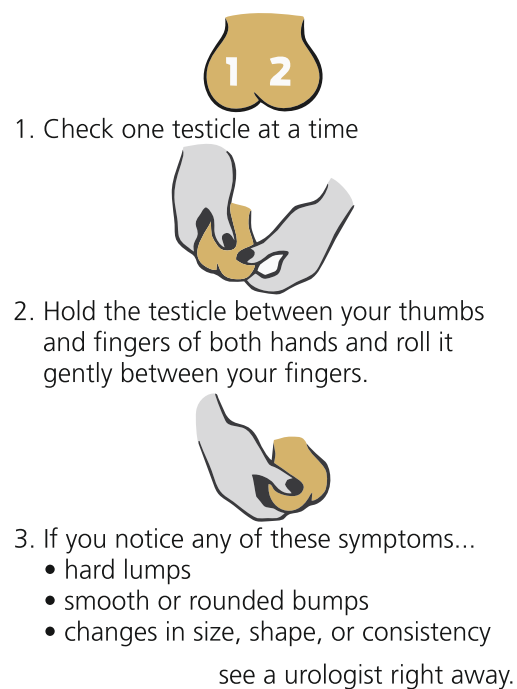 1 2
1. Check one testicle at a time
2. Hold the testicle between your thumbs
and fingers of both hands and roll it
gently between your fingers.
3. If you notice any of these symptoms...
• hard lumps
• smooth or rounded bumps
• changes in size, shape, or consistency
see a urologist right away.